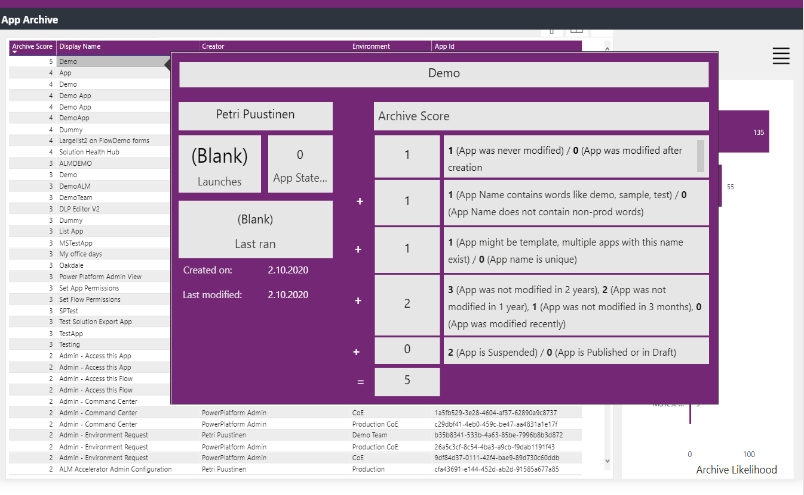 App Archive
Archive Score Display Name Creator Environment App Id
5 Demo
4 App
4 Demo
4 Demo App
4 Demo App
4 DemoApp
4 Dummy
4 Largelist2 on FlowDemo forms
4 Solution Health Hub
3 ALMDEMO
3 Demo
3 DemoALM
3 DemoTeam
3 DLP Editor V2
3 Dummy
3 List App
3 MSTestApp
3 My office days
3 Oakdale
3 Power Platform Admin View
3 Set App Permissions
3 Set Flow Permissions
3 SPTest
3 Test Solution Export App
3 TestApp
3 Testing
2 Admin - Access this App
2 Admin - Access this App
2 Admin - Access this Flow
2 Admin - Access this Flow
2 Admin - Command Center
2 Admin - Command Center PowerPlatform Admin CoE 1a6fb529-3e28-4604-af37-62890a9c8737
2 Admin - Command Center PowerPlatform Admin Production CoE c29dbf41-4eb0-459c-be47-aa4831a1e17f
2 Admin - Environment Request Petri Puustinen Demo Team b35b8341-533b-4a63-85be-7996b8b3d872
2 Admin - Environment Request PowerPlatform Admin Production CoE 26a5c3cf-8c54-4ba3-a9cb-f9dab1191f43
2 Admin - Environment Request PowerPlatform Admin CoE 9df84d37-0111-42f4-bae9-89d730c60ddb
2 ALM Accelerator Admin Configuration Petri Puustinen Production cfa43691-e144-452d-ab2d-91585a677a85
Demo
Petri Puustinen
(Blank)
Launches
0
App State...
(Blank)
Last ran
Created on: 2.10.2020
Last modified: 2.10.2020
Archive Score
1
1 (App was never modified) / 0 (App was modified after
creation
+ 1
1 (App Name contains words like demo, sample, test) / 0
(App Name does not contain non-prod words)
+ 1
1 (App might be template, multiple apps with this name
exist) / 0 (App name is unique)
+ 2
3 (App was not modified in 2 years), 2 (App was not
modified in 1 year), 1 (App was not modified in 3 months), 0
(App was modified recently)
+ 0
2 (App is Suspended) / 0 (App is Published or in Draft)
= 5
135
55
0 100
Archive Likelihood